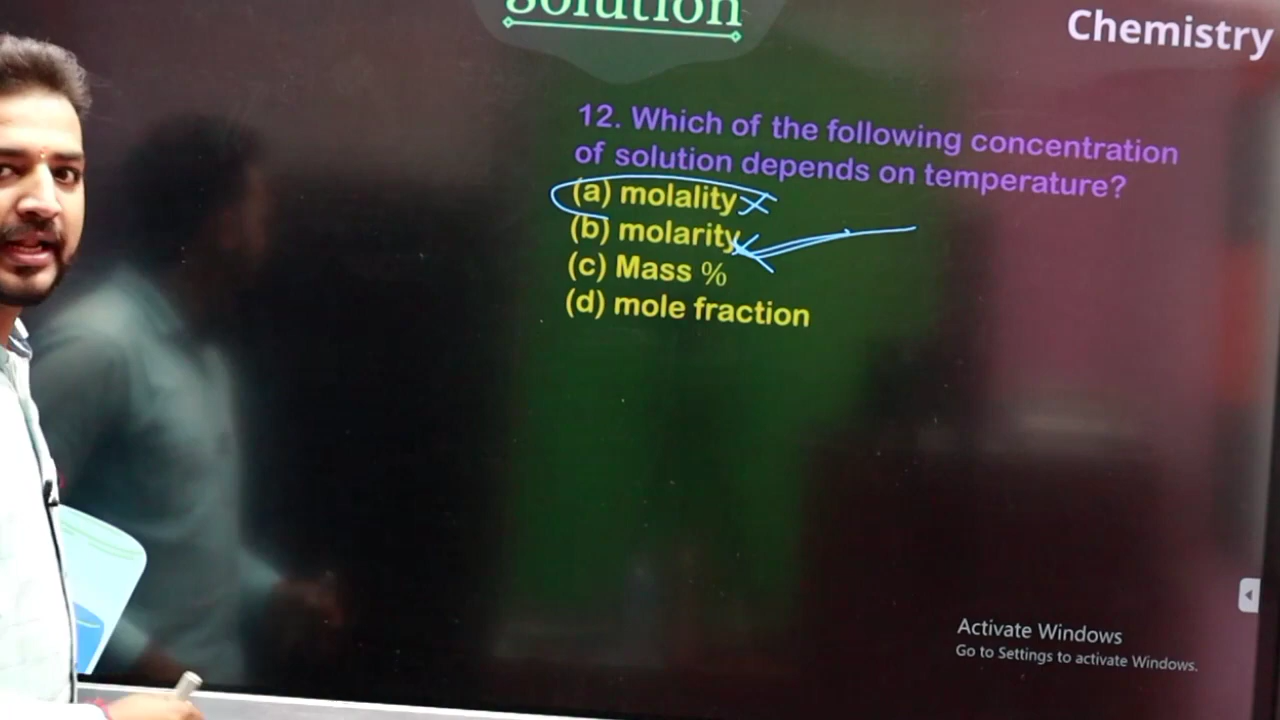 solution
Chemistry
12. Which of the following concentration
of solution depends on temperature?
(a) molality
(b) molarity
(c) Mass %
(d) mole fraction
Activate Windows
Go to Settings to activate Windows.